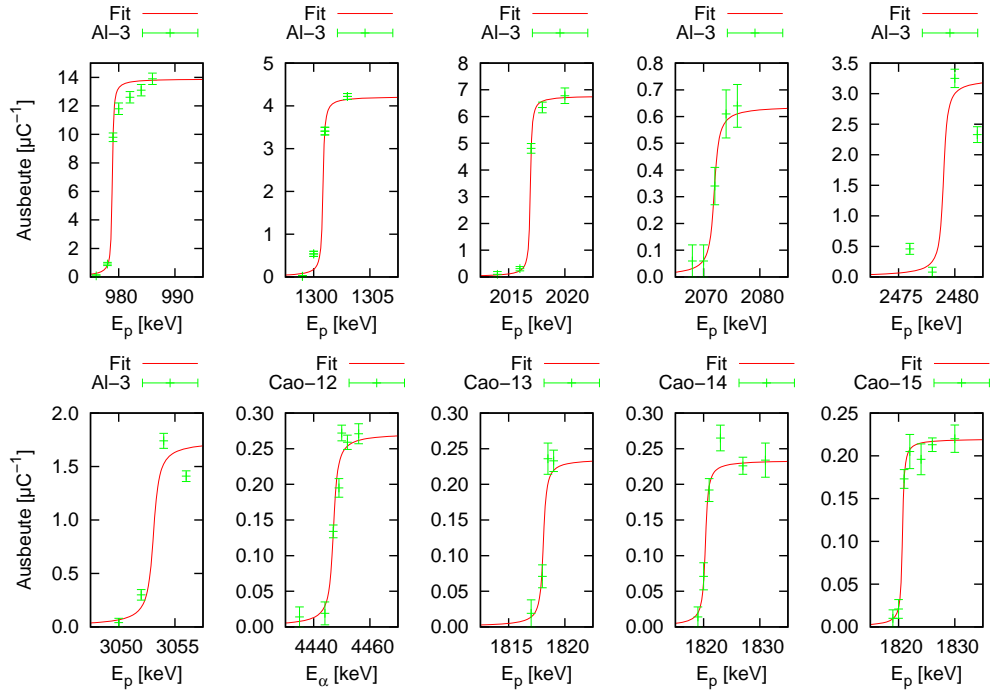 Fit Fit Fit Fit Fit
Al−3 Al−3 Al−3 Al−3 Al−3
Ausbeute [µC⁻¹]
14 5 8 0.7 3.5
12 4 7 0.6 3.0
10 3 6 0.5 2.5
8 2 5 0.4 2.0
6 1 4 0.3 1.5
4 0 3 0.2 1.0
2 2 0.1 0.5
0 1 0.0 0.0
0
980 990 1300 1305 2015 2020 2070 2080 2475 2480
E_p [keV] E_p [keV] E_p [keV] E_p [keV] E_p [keV]
Fit Fit Fit Fit Fit
Al−3 Cao−12 Cao−13 Cao−14 Cao−15
Ausbeute [µC⁻¹]
2.0 0.30 0.30 0.30 0.25
1.5 0.25 0.25 0.25 0.20
1.0 0.20 0.20 0.20 0.15
0.5 0.15 0.15 0.15 0.10
0.0 0.10 0.10 0.10 0.05
0.05 0.05 0.05 0.00
0.00 0.00 0.00
3050 3055 4440 4460 1815 1820 1820 1830 1820 1830
E_p [keV] E_α [keV] E_p [keV] E_p [keV] E_p [keV]